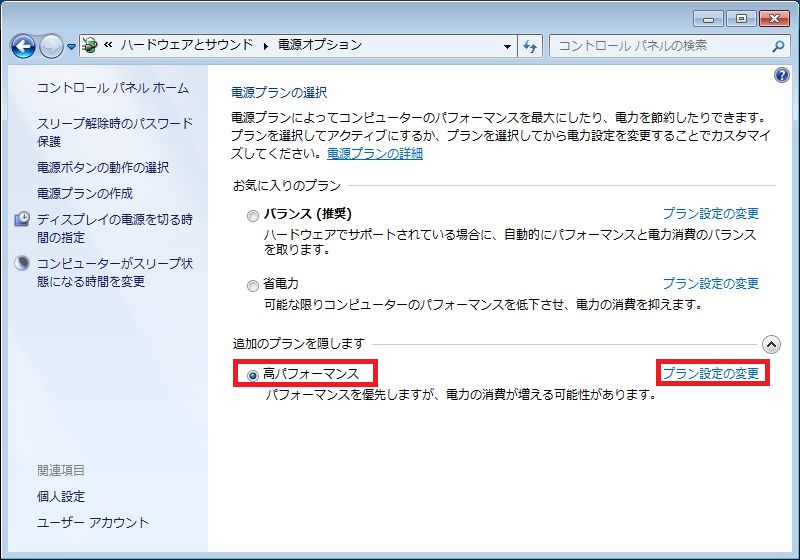 « ハードウェアとサウンド ▸ 電源オプション
コントロール パネルの検索
コントロール パネル ホーム
スリープ解除時のパスワード
保護
電源ボタンの動作の選択
電源プランの作成
ディスプレイの電源を切る時
間の指定
コンピューターがスリープ状
態になる時間を変更
関連項目
個人設定
ユーザー アカウント
電源プランの選択
電源プランによってコンピューターのパフォーマンスを最大にしたり、電力を節約したりできます。
プランを選択してアクティブにするか、プランを選択してから電力設定を変更することでカスタマイ
ズしてください。電源プランの詳細
お気に入りのプラン
バランス (推奨) プラン設定の変更
ハードウェアでサポートされている場合に、自動的にパフォーマンスと電力消費のバランス
を取ります。
省電力 プラン設定の変更
可能な限りコンピューターのパフォーマンスを低下させ、電力の消費を抑えます。
追加のプランを隠します
高パフォーマンス プラン設定の変更
パフォーマンスを優先しますが、電力の消費が増える可能性があります。